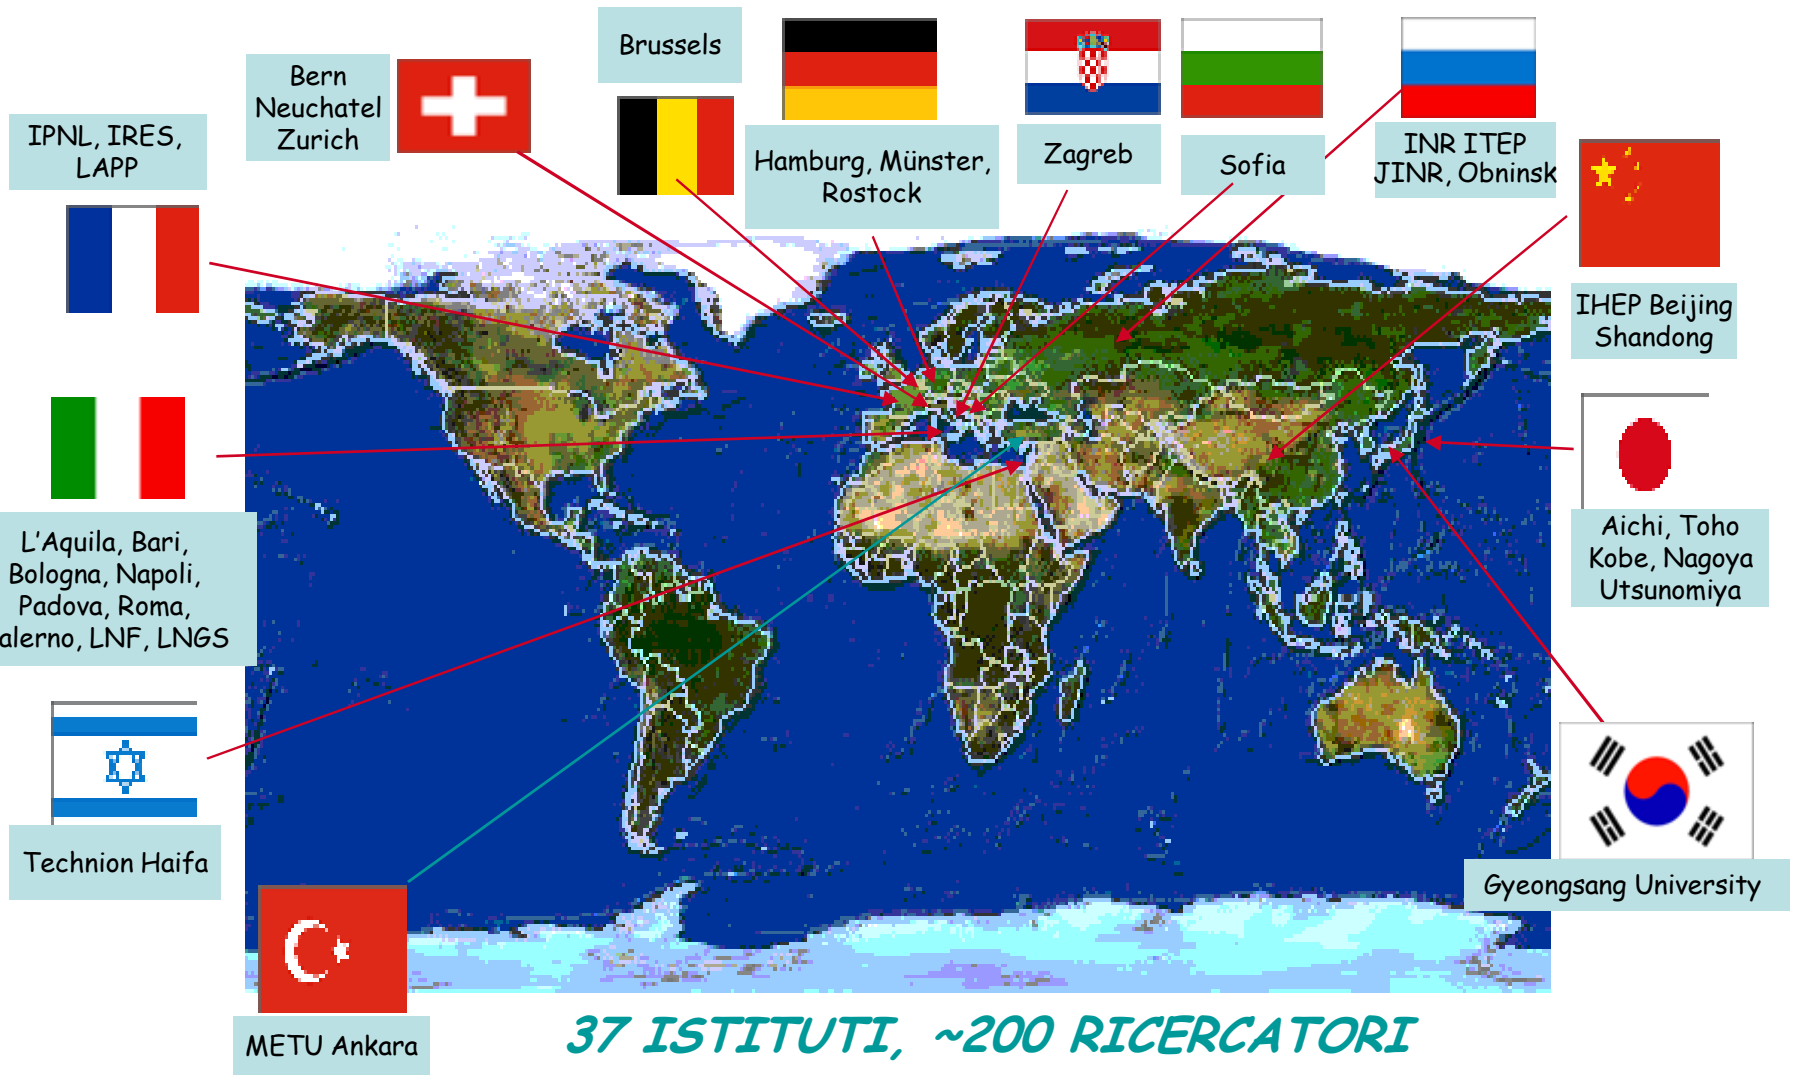 Brussels
Bern
Neuchatel
Zurich
IPNL, IRES,
LAPP
Hamburg, Münster,
Rostock
Zagreb
Sofia
INR ITEP
JINR, Obninsk
IHEP Beijing
Shandong
L'Aquila, Bari,
Bologna, Napoli,
Padova, Roma,
alerno, LNF, LNGS
Aichi, Toho
Kobe, Nagoya
Utsunomiya
Technion Haifa
Gyeongsang University
METU Ankara
37 ISTITUTI, ~200 RICERCATORI